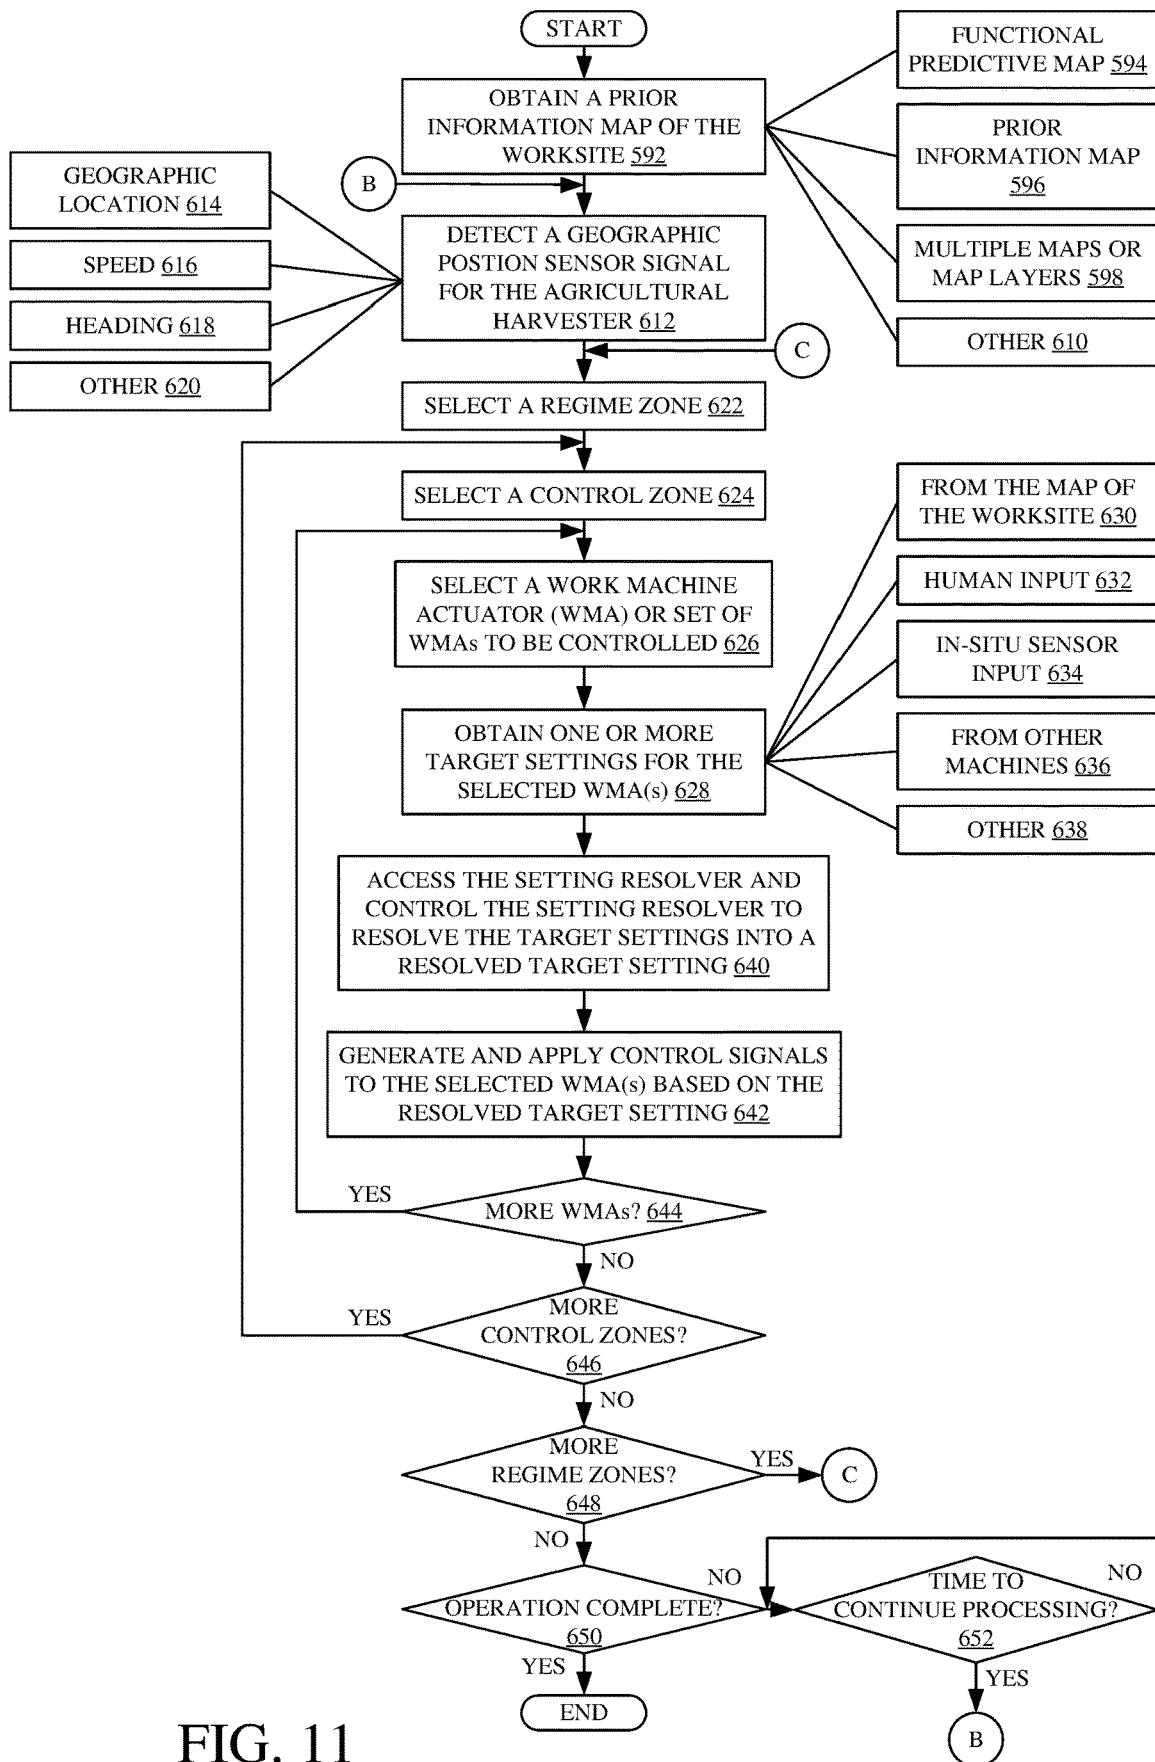 START
OBTAIN A PRIOR
INFORMATION MAP OF THE
WORKSITE 592
FUNCTIONAL
PREDICTIVE MAP 594
PRIOR
INFORMATION MAP
596
MULTIPLE MAPS OR
MAP LAYERS 598
OTHER 610
B
GEOGRAPHIC
LOCATION 614
SPEED 616
HEADING 618
OTHER 620
DETECT A GEOGRAPHIC
POSTION SENSOR SIGNAL
FOR THE AGRICULTURAL
HARVESTER 612
C
SELECT A REGIME ZONE 622
SELECT A CONTROL ZONE 624
SELECT A WORK MACHINE
ACTUATOR (WMA) OR SET OF
WMAs TO BE CONTROLLED 626
OBTAIN ONE OR MORE
TARGET SETTINGS FOR THE
SELECTED WMA(s) 628
FROM THE MAP OF
THE WORKSITE 630
HUMAN INPUT 632
IN-SITU SENSOR
INPUT 634
FROM OTHER
MACHINES 636
OTHER 638
ACCESS THE SETTING RESOLVER AND
CONTROL THE SETTING RESOLVER TO
RESOLVE THE TARGET SETTINGS INTO A
RESOLVED TARGET SETTING 640
GENERATE AND APPLY CONTROL SIGNALS
TO THE SELECTED WMA(s) BASED ON THE
RESOLVED TARGET SETTING 642
YES
MORE WMAs? 644
NO
YES
MORE
CONTROL ZONES?
646
NO
MORE
REGIME ZONES?
648
YES
C
NO
OPERATION COMPLETE?
650
NO
TIME TO
CONTINUE PROCESSING?
652
NO
YES
END
YES
B
FIG. 11